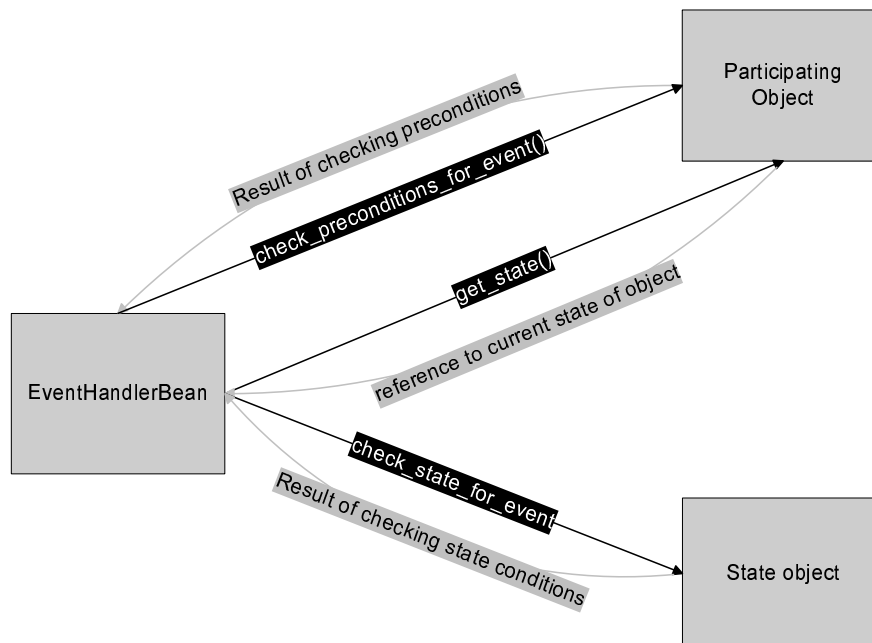 Participating
Object
Result of checking preconditions
check_preconditions_for_event()
get_state()
reference to current state of object
EventHandlerBean
check_state_for_event
Result of checking state conditions
State object